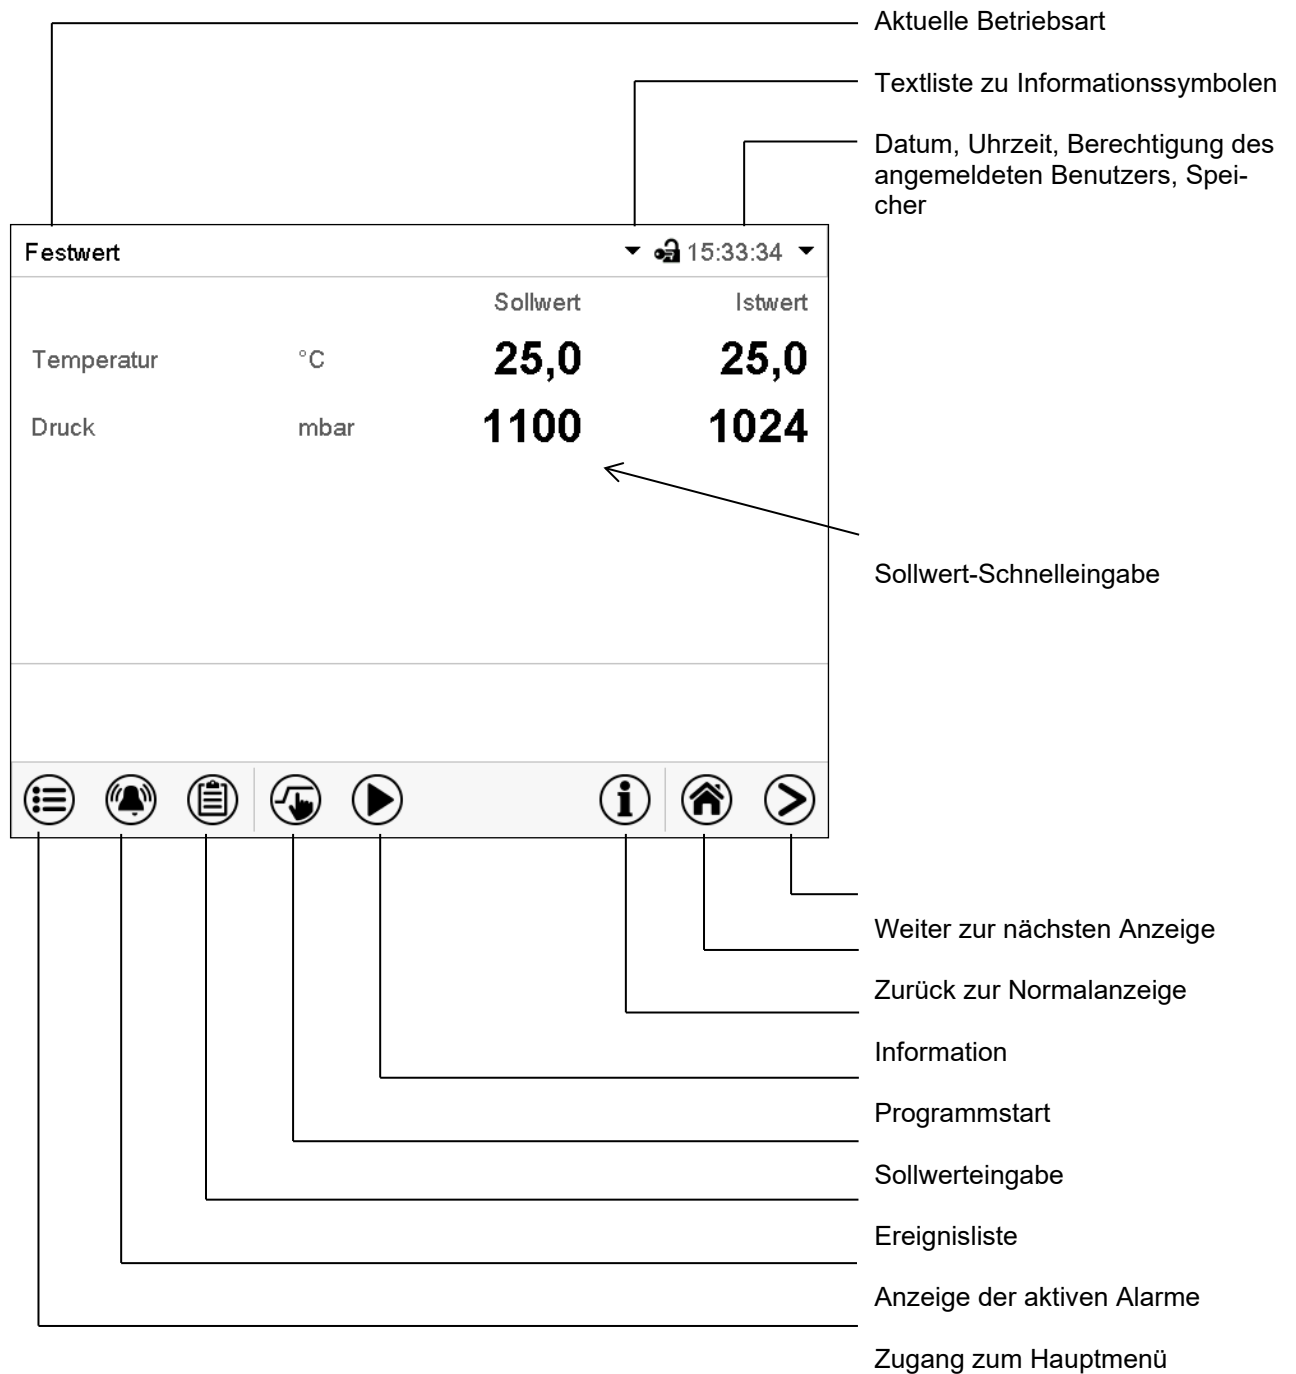 Aktuelle Betriebsart
Textliste zu Informationssymbolen
Datum, Uhrzeit, Berechtigung des
angemeldeten Benutzers, Spei-
cher
Festwert 15:33:34
Sollwert Istwert
Temperatur °C 25,0 25,0
Druck mbar 1100 1024
Sollwert-Schnelleingabe
Weiter zur nächsten Anzeige
Zurück zur Normalanzeige
Information
Programmstart
Sollwerteingabe
Ereignisliste
Anzeige der aktiven Alarme
Zugang zum Hauptmenü